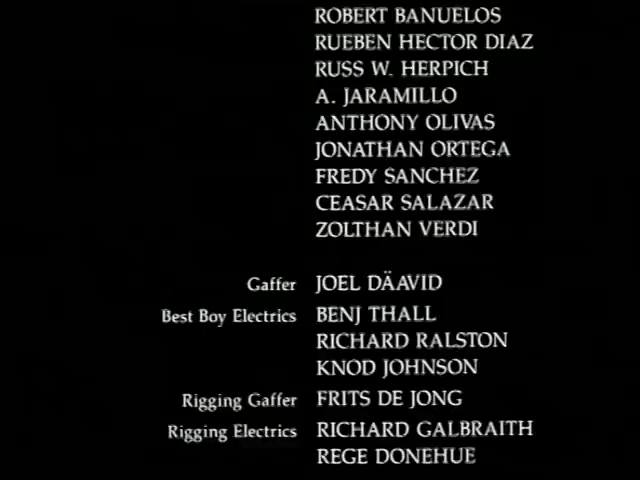 ROBERT BANUELOS
RUEBEN HECTOR DIAZ
RUSS W. HERPICH
A. JARAMILLO
ANTHONY OLIVAS
JONATHAN ORTEGA
FREDY SANCHEZ
CEASAR SALAZAR
ZOLTHAN VERDI
Gaffer JOEL DÄAVID
Best Boy Electrics BENJ THALL
RICHARD RALSTON
KNOD JOHNSON
Rigging Gaffer FRITS DE JONG
Rigging Electrics RICHARD GALBRAITH
REGE DONEHUE